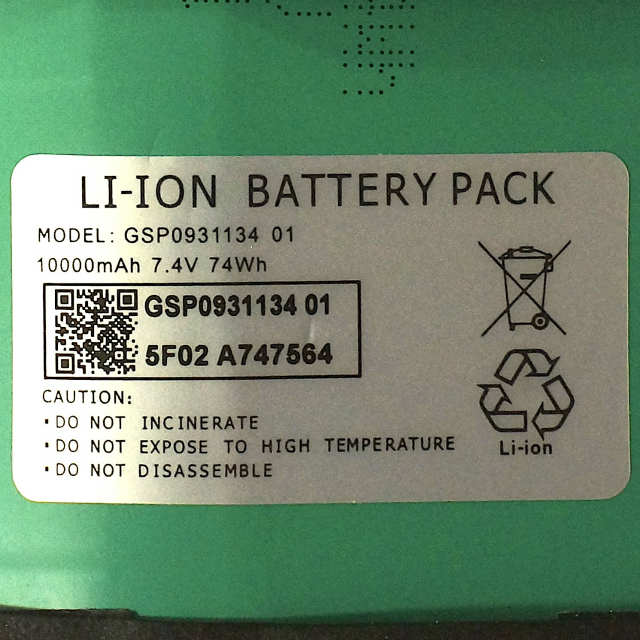 LI-ION BATTERY PACK
MODEL: GSP0931134 01
10000mAh 7.4V 74Wh
GSP0931134 01
5F02 A747564
CAUTION:
·DO NOT INCINERATE
·DO NOT EXPOSE TO HIGH TEMPERATURE
·DO NOT DISASSEMBLE
Li-ion